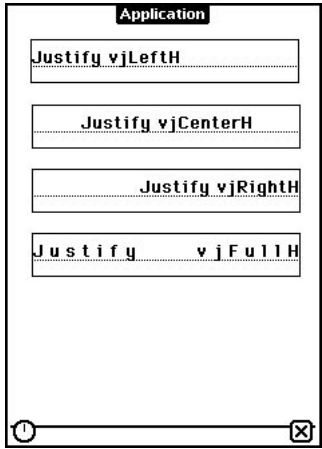 Application
Justify vjLeftH
Justify vjCenterH
Justify vjRightH
Justify vjFullH